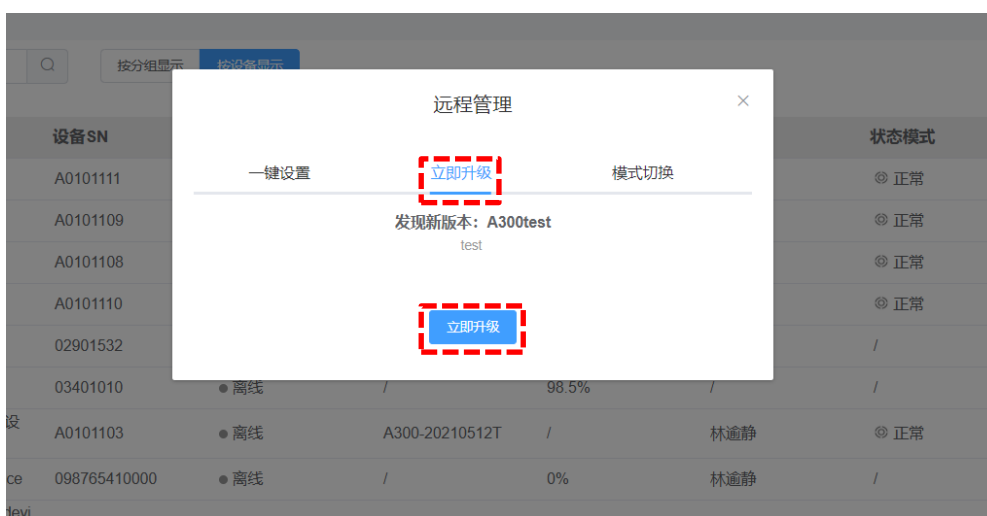 按分组显示 按设备显示
远程管理
设备SN 状态模式
一键设置 立即升级 模式切换
A0101111 正常
发现新版本：A300test
A0101109 正常
test
A0101108 正常
A0101110 正常
立即升级
02901532 /
03401010 离线 / 98.5% / /
设
A0101103 离线 A300-20210512T / 林逾静 正常
ce 098765410000 离线 / 0% 林逾静 /